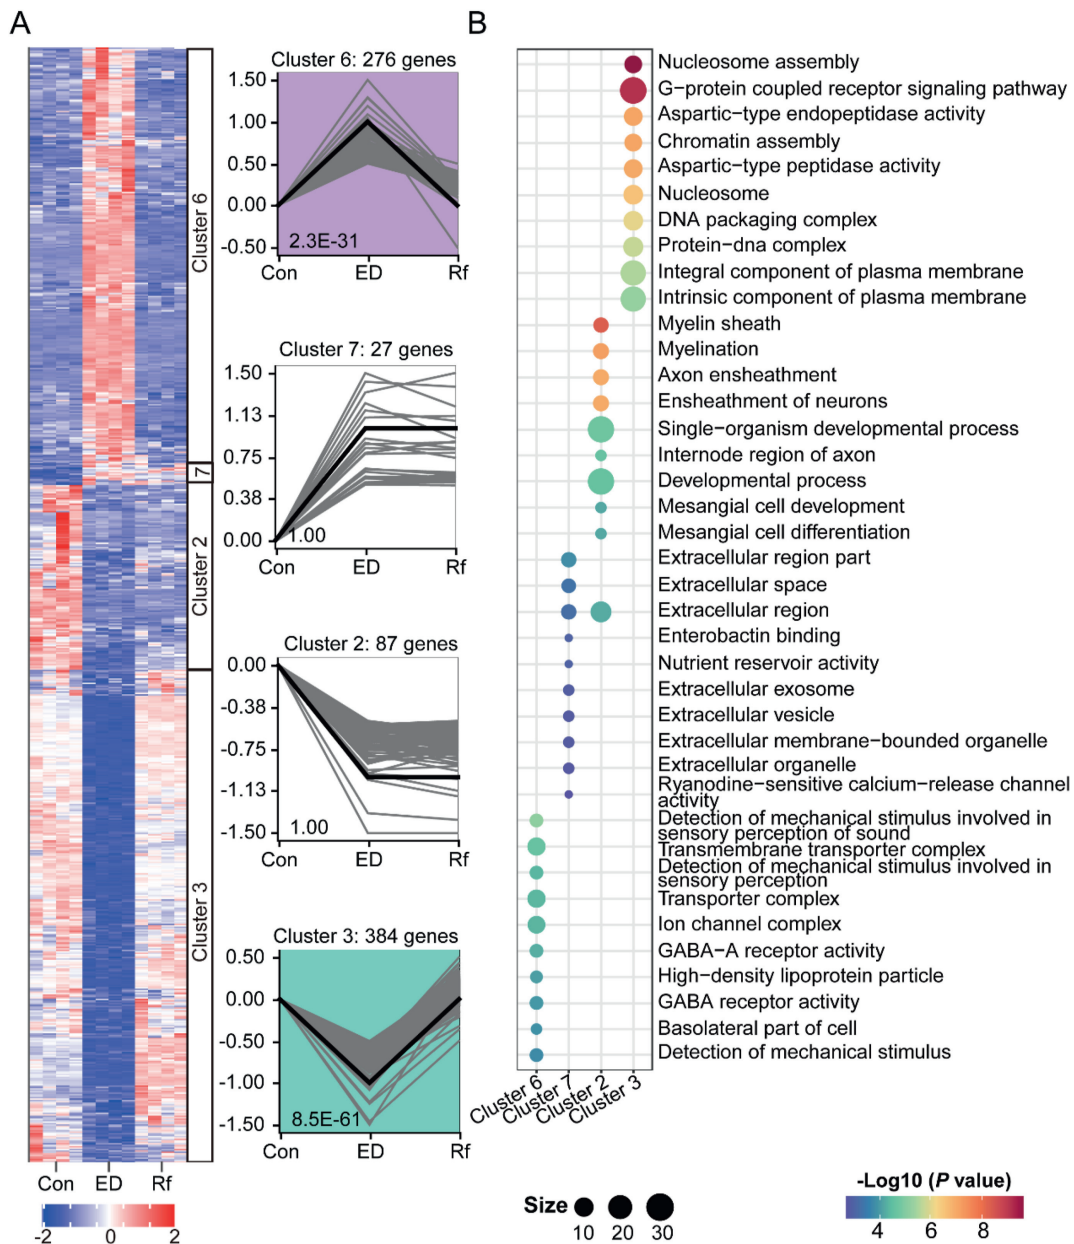 A
B
Cluster 6: 276 genes
1.50
1.00
0.50
0.00
-0.50
2.3E-31
Con ED Rf
Cluster 7: 27 genes
1.50
1.13
0.75
0.38
0.00
1.00
Con ED Rf
Cluster 2: 87 genes
0.00
-0.38
-0.75
-1.13
-1.50
1.00
Con ED Rf
Cluster 3: 384 genes
0.50
0.00
-0.50
-1.00
-1.50
8.5E-61
Con ED Rf
Cluster 6
7
Cluster 2
Cluster 3
Con ED Rf
-2 0 2
Nucleosome assembly
G−protein coupled receptor signaling pathway
Aspartic−type endopeptidase activity
Chromatin assembly
Aspartic−type peptidase activity
Nucleosome
DNA packaging complex
Protein−dna complex
Integral component of plasma membrane
Intrinsic component of plasma membrane
Myelin sheath
Myelination
Axon ensheathment
Ensheathment of neurons
Single−organism developmental process
Internode region of axon
Developmental process
Mesangial cell development
Mesangial cell differentiation
Extracellular region part
Extracellular space
Extracellular region
Enterobactin binding
Nutrient reservoir activity
Extracellular exosome
Extracellular vesicle
Extracellular membrane−bounded organelle
Extracellular organelle
Ryanodine−sensitive calcium−release channel
activity
Detection of mechanical stimulus involved in
sensory perception of sound
Transmembrane transporter complex
Detection of mechanical stimulus involved in
sensory perception
Transporter complex
Ion channel complex
GABA−A receptor activity
High−density lipoprotein particle
GABA receptor activity
Basolateral part of cell
Detection of mechanical stimulus
Cluster 6
Cluster 7
Cluster 2
Cluster 3
Size
10 20 30
-Log10 (P value)
4 6 8